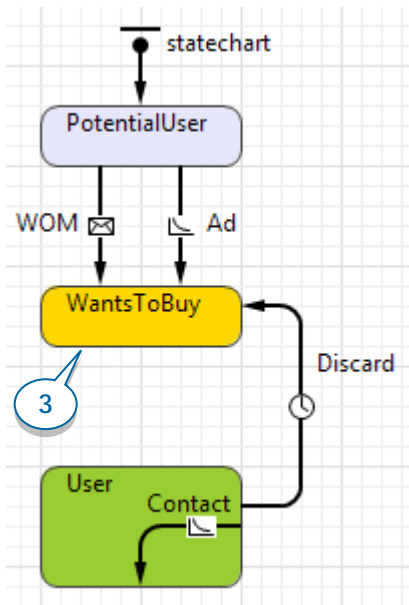 statechart
PotentialUser
WOM
Ad
WantsToBuy
Discard
3
User
Contact